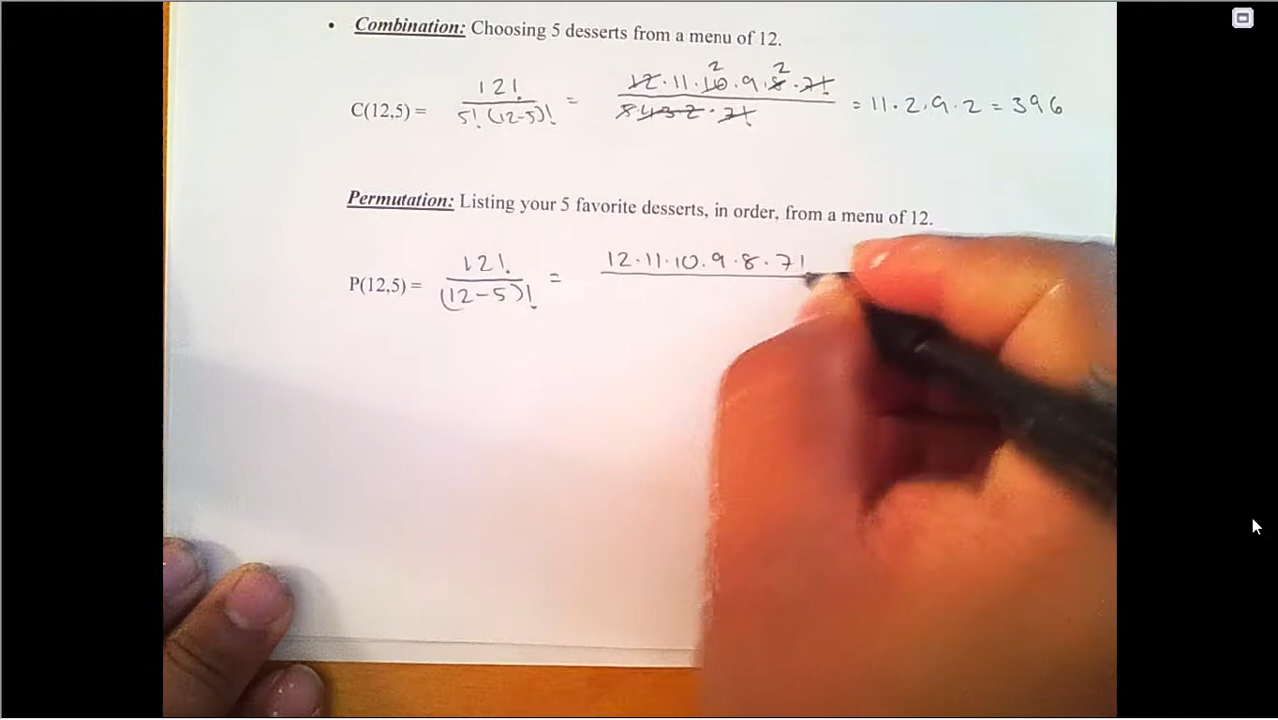 • Combination: Choosing 5 desserts from a menu of 12.
C(12,5) = 12! / 5!(12-5)! = 12·11·10·9·8·7! / 5·4·3·2·7! = 11·2·9·2 = 396
2 2
Permutation: Listing your 5 favorite desserts, in order, from a menu of 12.
P(12,5) = 12! / (12-5)! = 12·11·10·9·8·7!